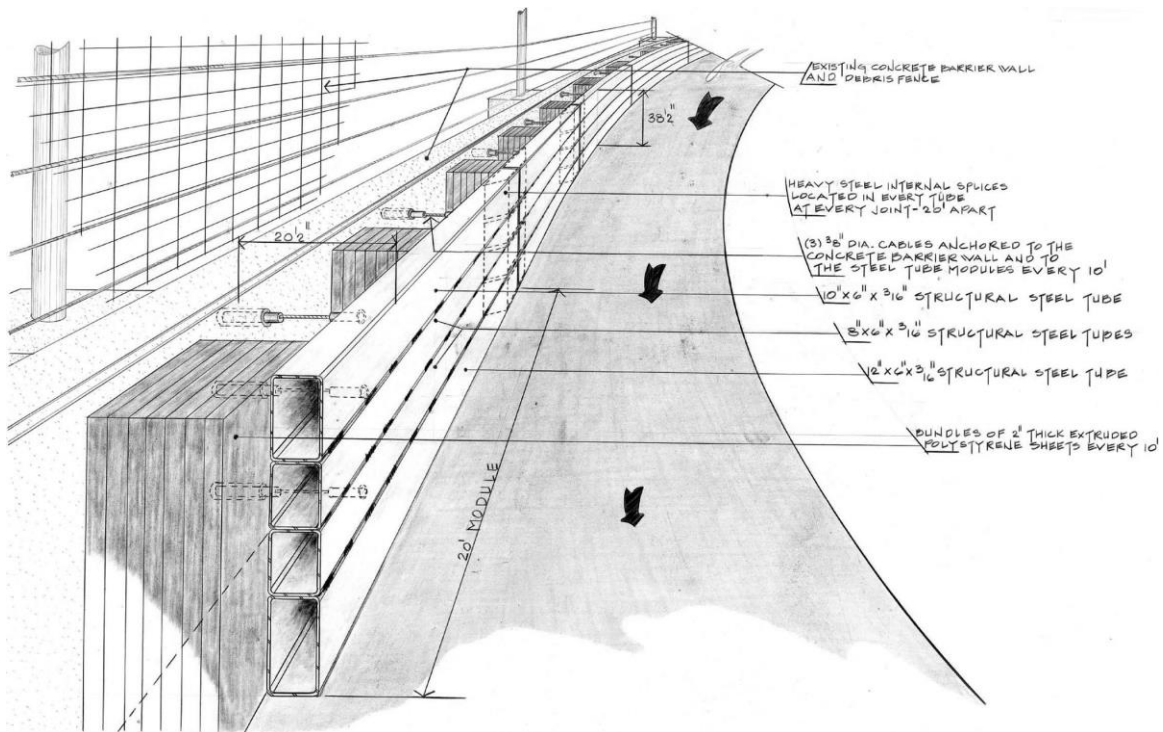 EXISTING CONCRETE BARRIER WALL
AND DEBRIS FENCE
38½"
HEAVY STEEL INTERNAL SPLICES
LOCATED IN EVERY TUBE
AT EVERY JOINT-20' APART
20½"
(3) ⅜" DIA. CABLES ANCHORED TO THE
CONCRETE BARRIER WALL AND TO
THE STEEL TUBE MODULES EVERY 10'
10"X6"X 3/16" STRUCTURAL STEEL TUBE
8"X6"X 3/16" STRUCTURAL STEEL TUBES
12"X6"X 3/16" STRUCTURAL STEEL TUBE
BUNDLES OF 2" THICK EXTRUDED
POLYSTYRENE SHEETS EVERY 10'
20' MODULE